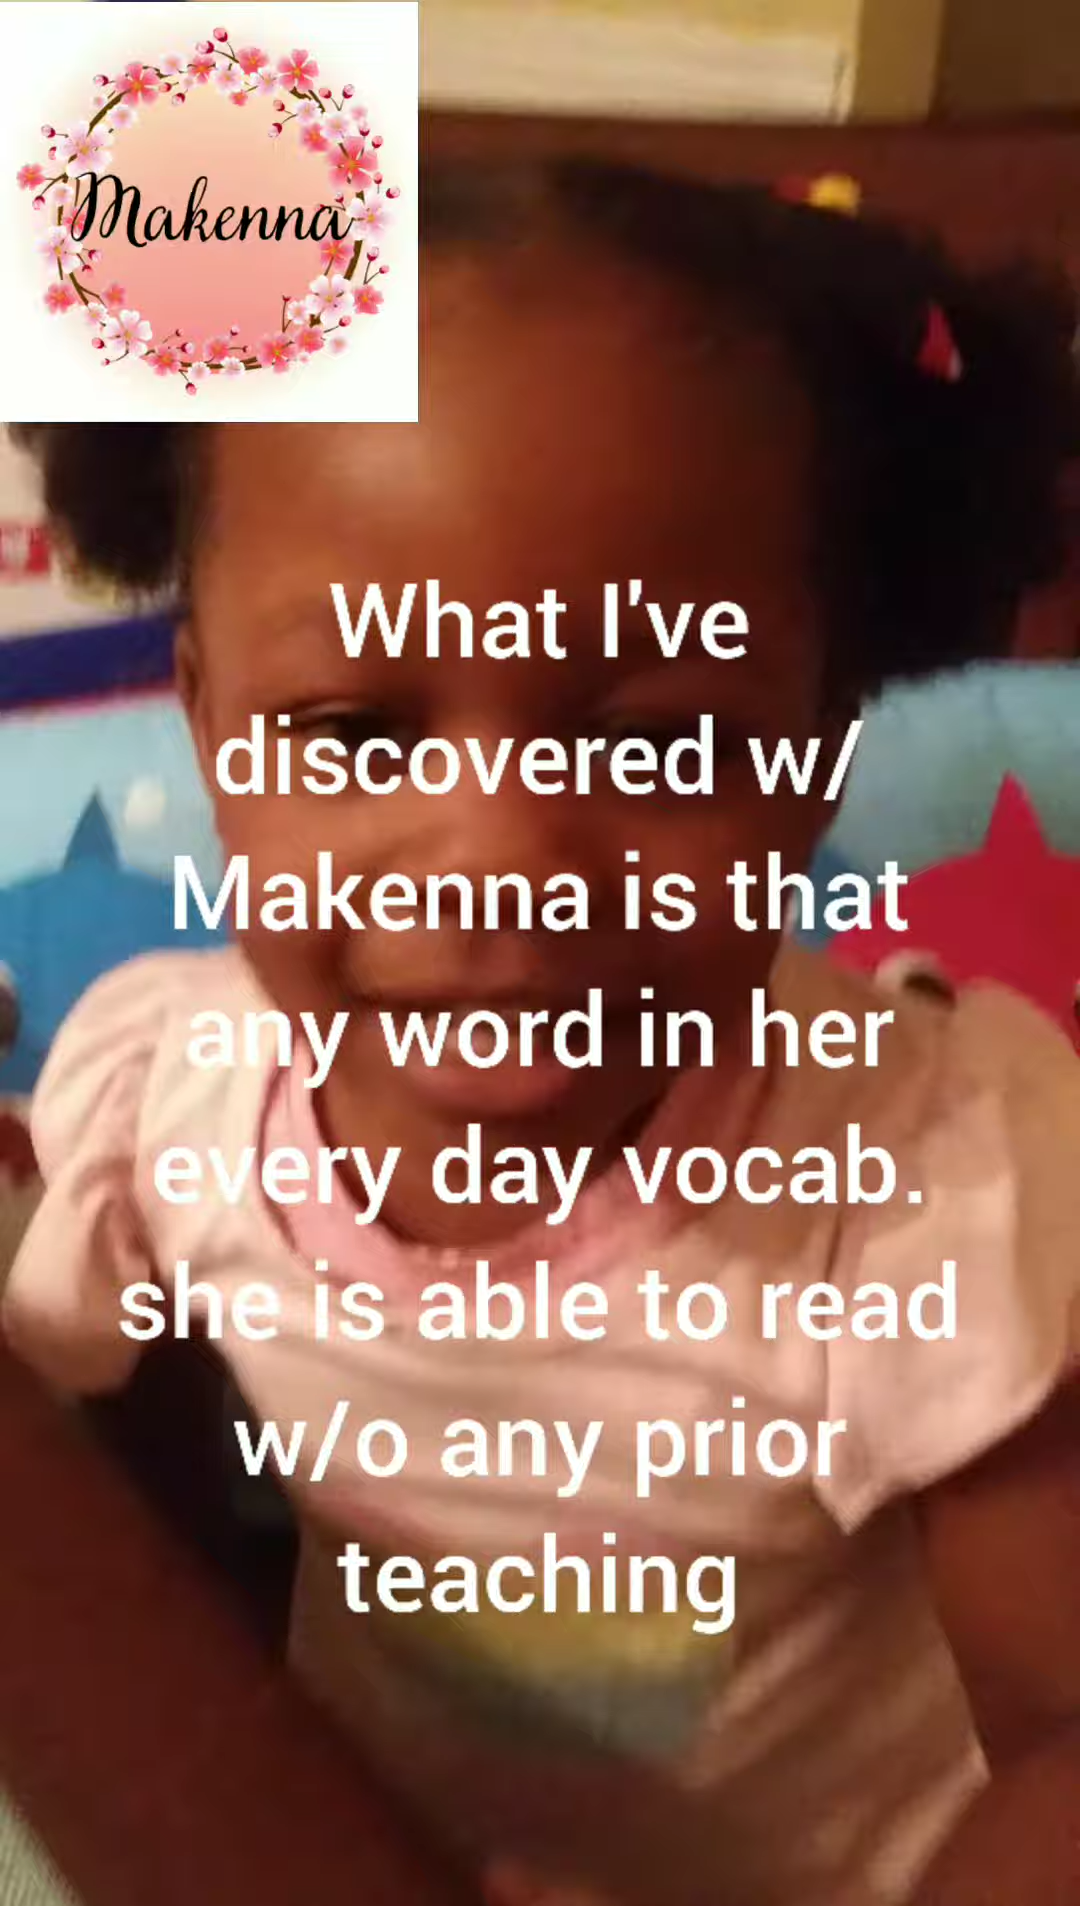 Makenna
What I've
discovered w/
Makenna is that
any word in her
every day vocab.
she is able to read
w/o any prior
teaching